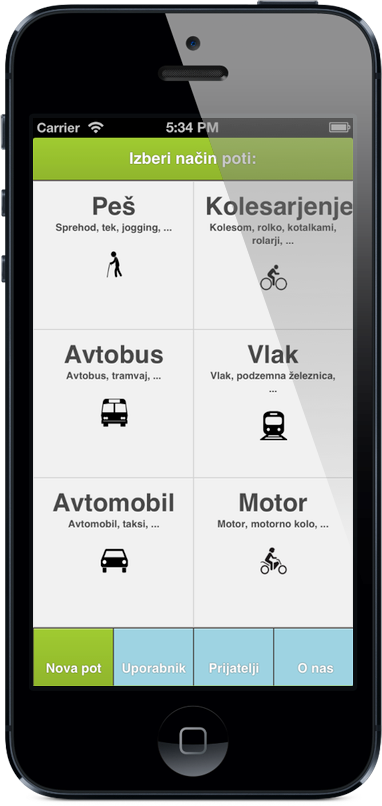 Carrier 5:34 PM
Izberi način poti:
Peš
Sprehod, tek, jogging, ...
Kolesarjenje
Kolesom, rolko, kotalkami,
rolarji, ...
Avtobus
Avtobus, tramvaj, ...
Vlak
Vlak, podzemna železnica,
...
Avtomobil
Avtomobil, taksi, ...
Motor
Motor, motorno kolo, ...
Nova pot
Uporabnik
Prijatelji
O nas